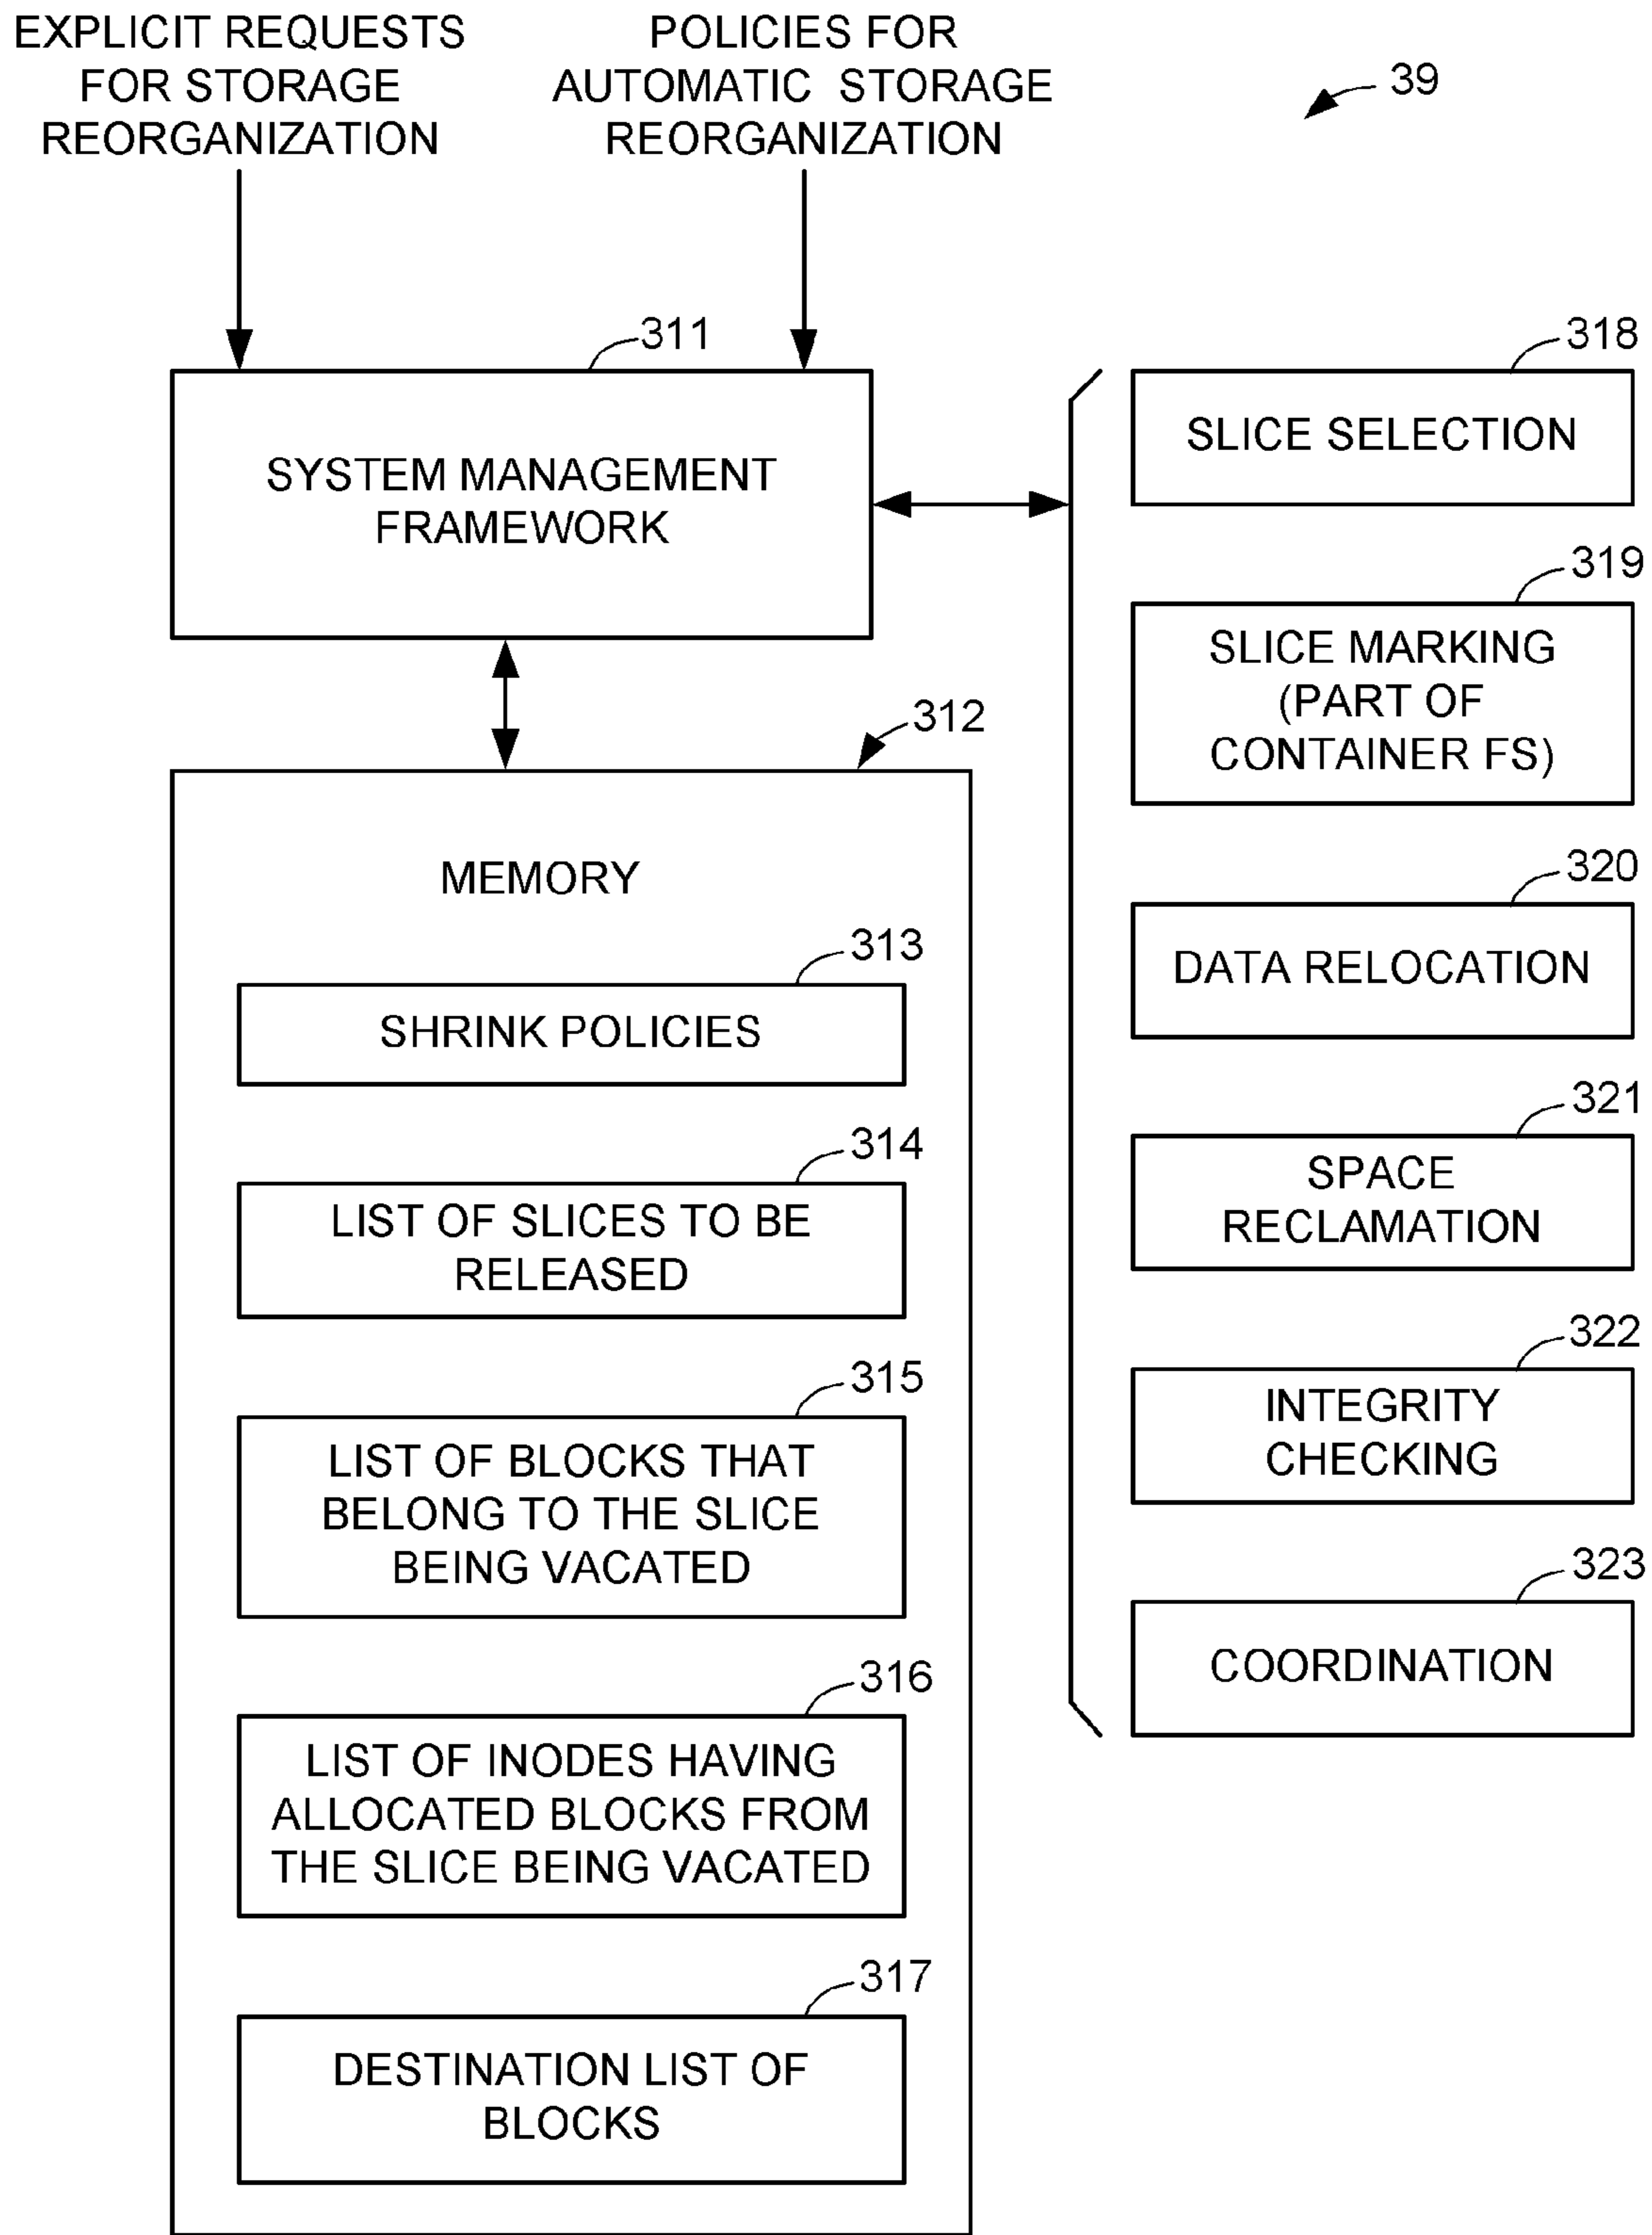 EXPLICIT REQUESTS
FOR STORAGE
REORGANIZATION
POLICIES FOR
AUTOMATIC STORAGE
REORGANIZATION
39
311
SYSTEM MANAGEMENT
FRAMEWORK
312
MEMORY
313
SHRINK POLICIES
314
LIST OF SLICES TO BE
RELEASED
315
LIST OF BLOCKS THAT
BELONG TO THE SLICE
BEING VACATED
316
LIST OF INODES HAVING
ALLOCATED BLOCKS FROM
THE SLICE BEING VACATED
317
DESTINATION LIST OF
BLOCKS
318
SLICE SELECTION
319
SLICE MARKING
(PART OF
CONTAINER FS)
320
DATA RELOCATION
321
SPACE
RECLAMATION
322
INTEGRITY
CHECKING
323
COORDINATION